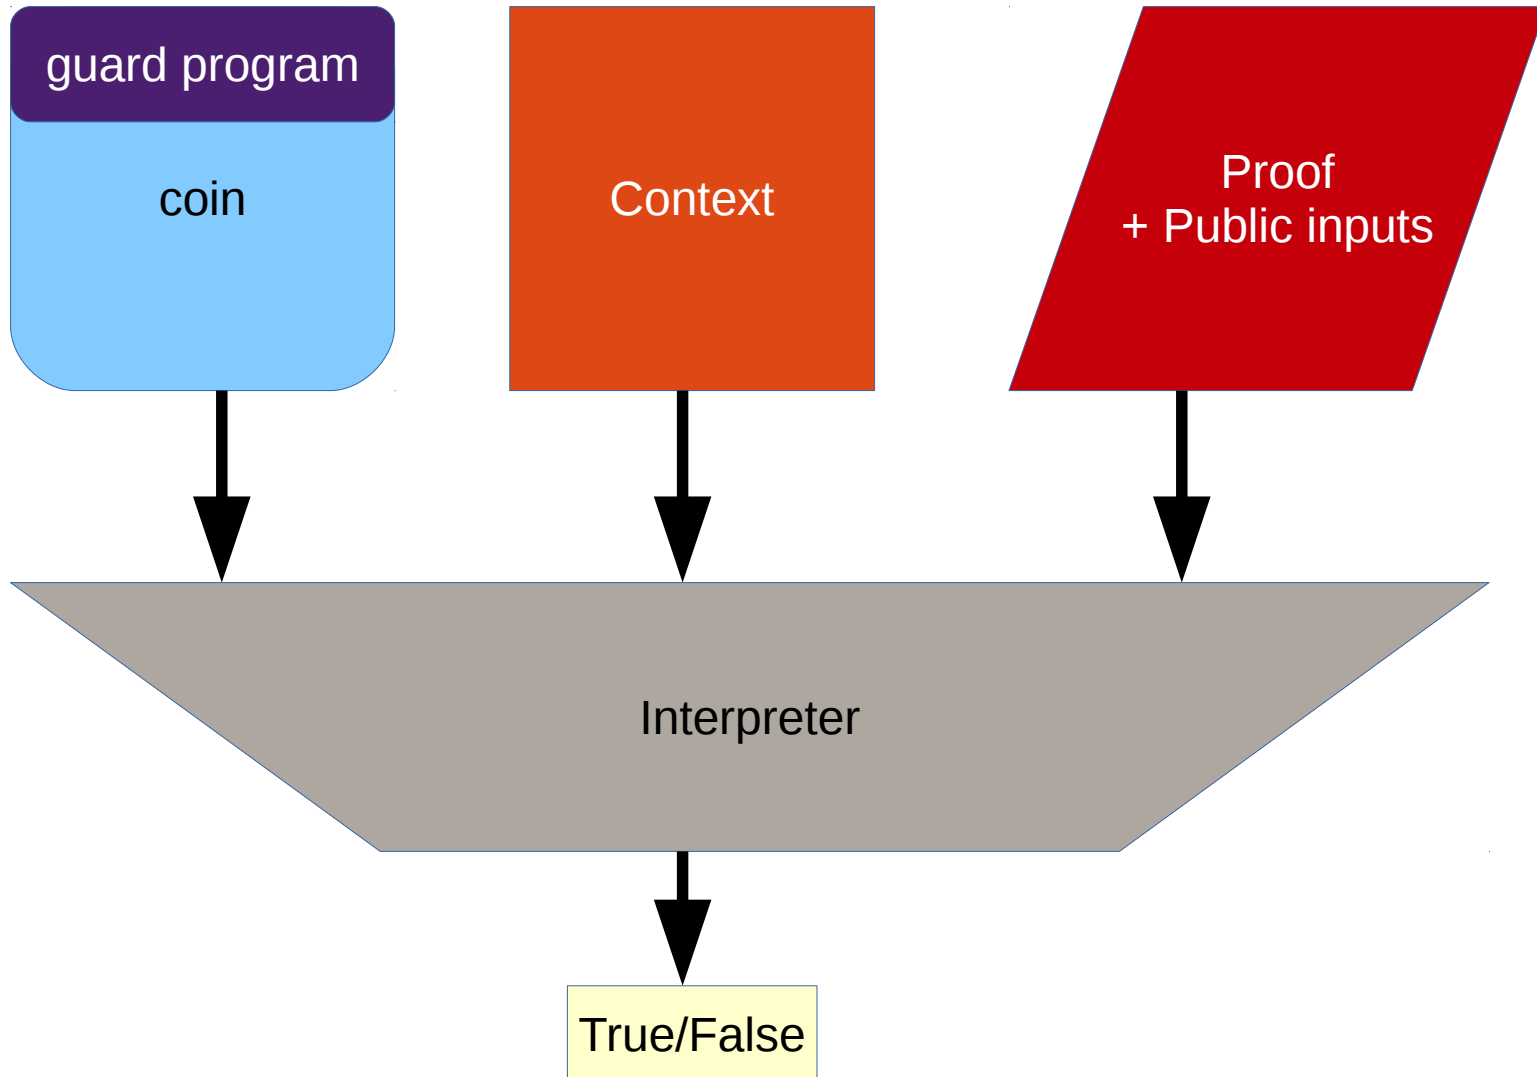 guard program
coin
Context
Proof
+ Public inputs
Interpreter
True/False